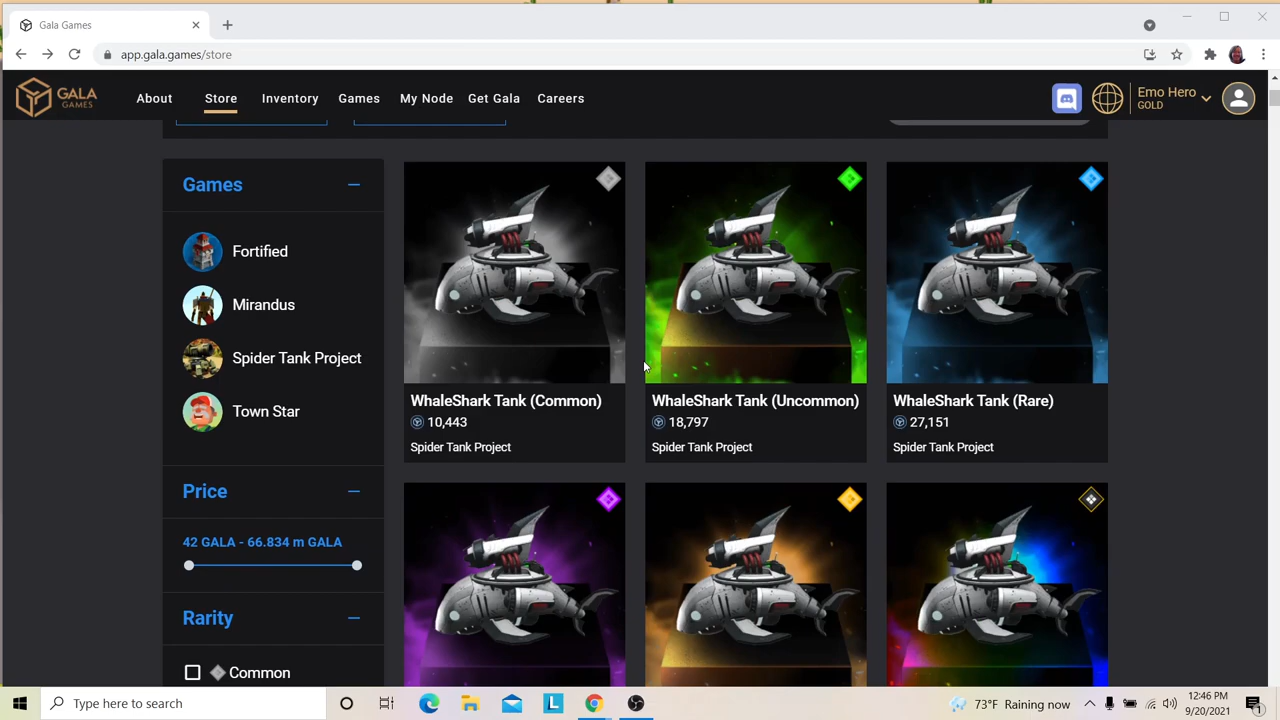 Gala Games
app.gala.games/store
GALA
GAMES
About
Store
Inventory
Games
My Node
Get Gala
Careers
Emo Hero
GOLD
Games
Fortified
Mirandus
Spider Tank Project
Town Star
Price
42 GALA - 66.834 m GALA
Rarity
Common
WhaleShark Tank (Common)
10,443
Spider Tank Project
WhaleShark Tank (Uncommon)
18,797
Spider Tank Project
WhaleShark Tank (Rare)
27,151
Spider Tank Project
Type here to search
L
73°F Raining now
12:46 PM
9/20/2021
1